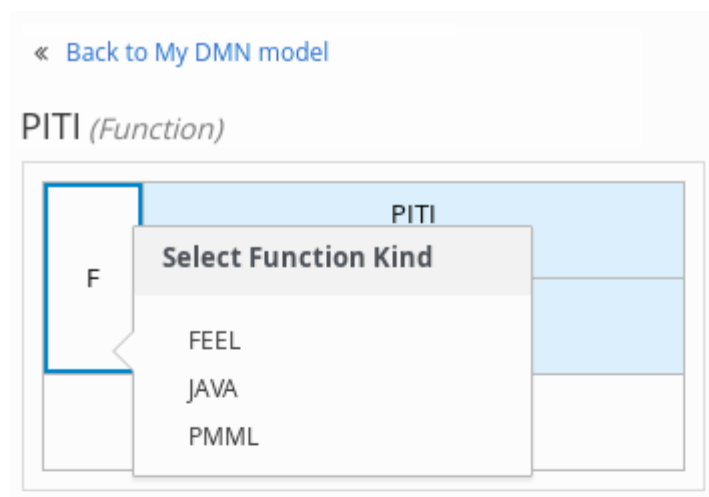 « Back to My DMN model
PITI (Function)
PITI
F
Select Function Kind
FEEL
JAVA
PMML